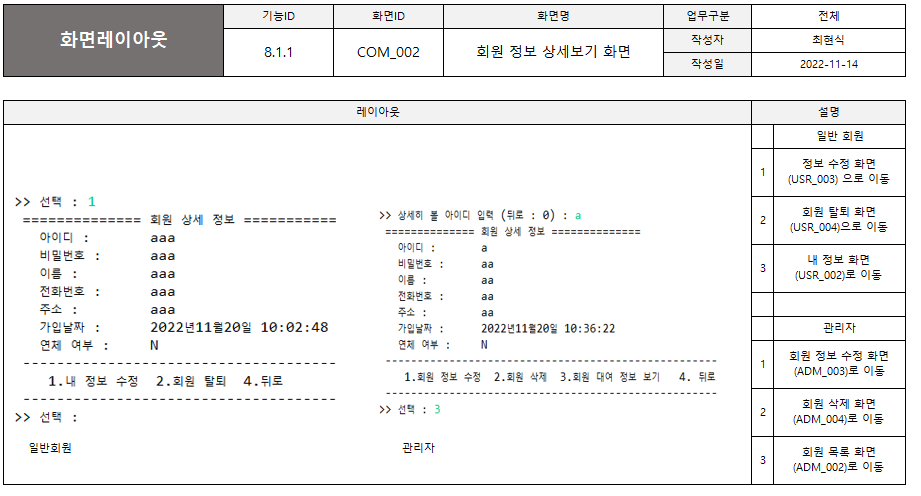 화면레이아웃
기능ID 화면ID 화면명 업무구분 전체
8.1.1 COM_002 회원 정보 상세보기 화면 작성자 최현식
작성일 2022-11-14
레이아웃 설명
>> 선택 : 1
============== 회원 상세 정보 ===========
아이디 : aaa
비밀번호 : aaa
이름 : aaa
전화번호 : aaa
주소 : aaa
가입날짜 : 2022년11월20일 10:02:48
연체 여부 : N
-------------------------------------
1.내 정보 수정 2.회원 탈퇴 4.뒤로
-------------------------------------
>> 선택 :
일반회원
>> 상세히 볼 아이디 입력 (뒤로 : 0) : a
============== 회원 상세 정보 ==============
아이디 : a
비밀번호 : aa
이름 : aa
전화번호 : aa
주소 : aa
가입날짜 : 2022년11월20일 10:36:22
연체 여부 : N
-----------------------------------------------------
1.회원 정보 수정 2.회원 삭제 3.회원 대여 정보 보기 4. 뒤로
-----------------------------------------------------
>> 선택 : 3
관리자
일반 회원
1 정보 수정 화면
(USR_003) 으로 이동
2 회원 탈퇴 화면
(USR_004)으로 이동
3 내 정보 화면
(USR_002)로 이동
관리자
1 회원 정보 수정 화면
(ADM_003)로 이동
2 회원 삭제 화면
(ADM_004)로 이동
3 회원 목록 화면
(ADM_002)로 이동